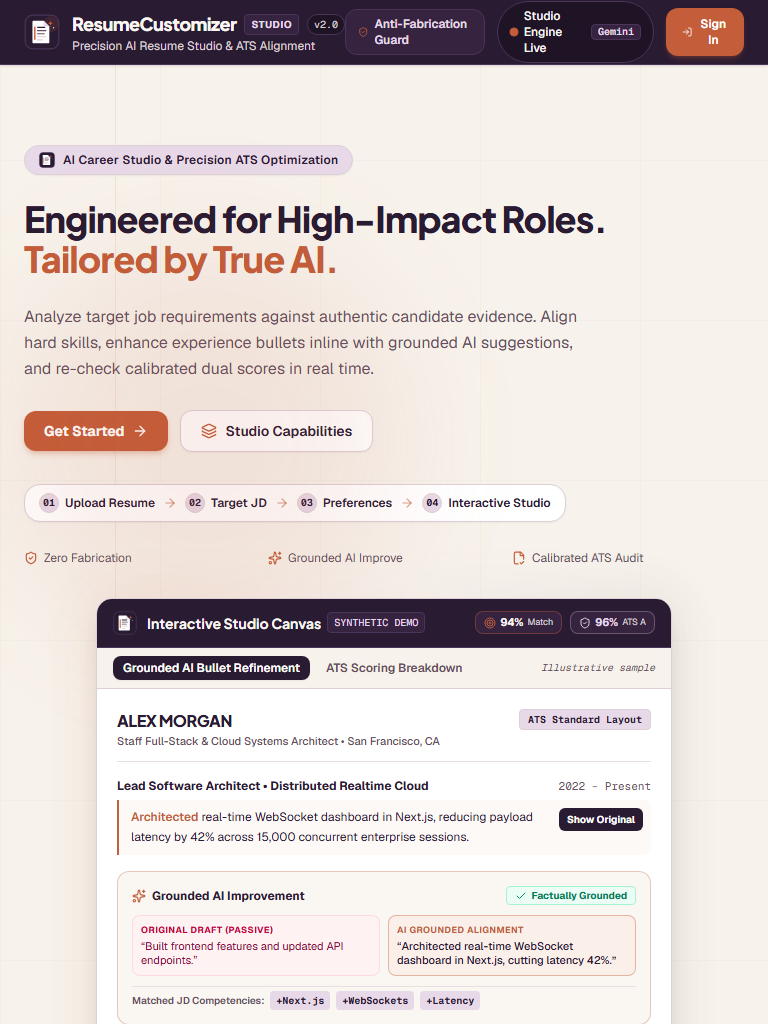 ResumeCustomizer STUDIO v2.0
Precision AI Resume Studio & ATS Alignment
Anti-Fabrication
Guard
Studio
Engine
Live
Gemini
Sign
In
AI Career Studio & Precision ATS Optimization
Engineered for High-Impact Roles.
Tailored by True AI.
Analyze target job requirements against authentic candidate evidence. Align
hard skills, enhance experience bullets inline with grounded AI suggestions,
and re-check calibrated dual scores in real time.
Get Started → Studio Capabilities
01 Upload Resume → 02 Target JD → 03 Preferences → 04 Interactive Studio
Zero Fabrication Grounded AI Improve Calibrated ATS Audit
Interactive Studio Canvas SYNTHETIC DEMO 94% Match 96% ATS A
Grounded AI Bullet Refinement ATS Scoring Breakdown Illustrative sample
ALEX MORGAN ATS Standard Layout
Staff Full-Stack & Cloud Systems Architect • San Francisco, CA
Lead Software Architect • Distributed Realtime Cloud 2022 – Present
Architected real-time WebSocket dashboard in Next.js, reducing payload
latency by 42% across 15,000 concurrent enterprise sessions.
Show Original
Grounded AI Improvement Factually Grounded
ORIGINAL DRAFT (PASSIVE)
“Built frontend features and updated API
endpoints.”
AI GROUNDED ALIGNMENT
“Architected real-time WebSocket
dashboard in Next.js, cutting latency 42%.”
Matched JD Competencies: +Next.js +WebSockets +Latency